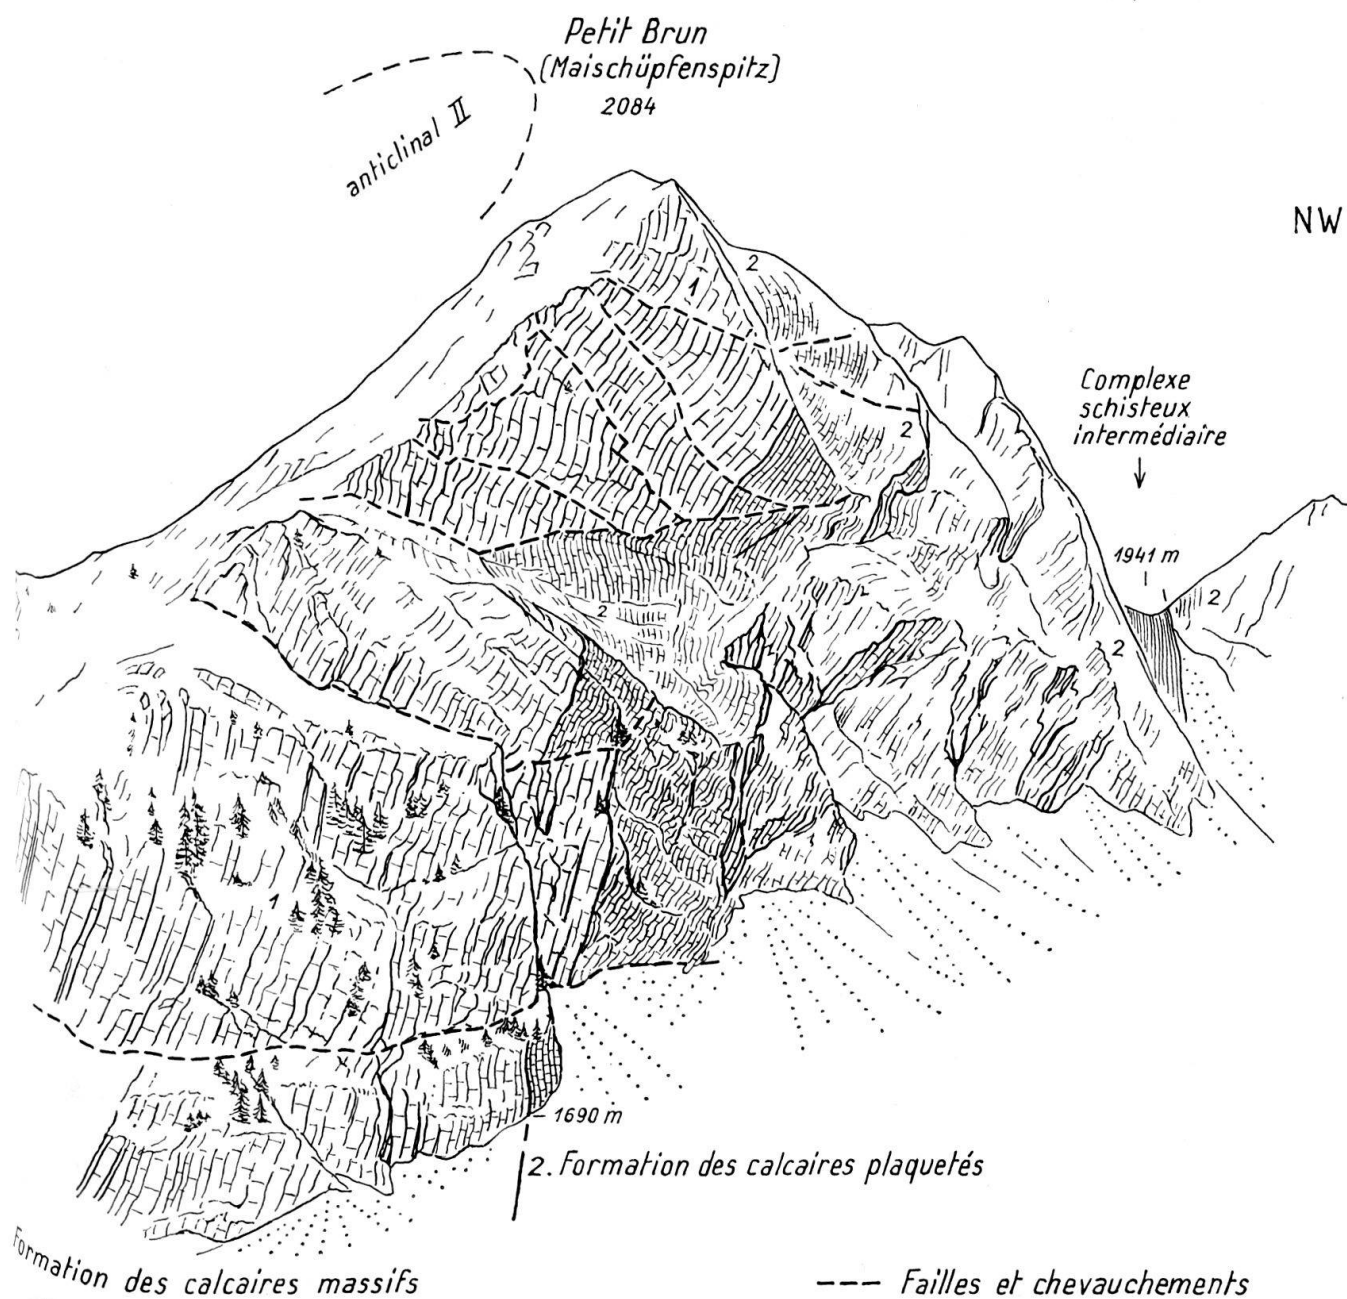 Petit Brun
(Maischüpfenspitz)
2084
anticlinal II
NW
2
1
Complexe
schisteux
intermédiaire
2
1941 m
2
2
2
1
1690 m
2. Formation des calcaires plaquetés
Formation des calcaires massifs
Failles et chevauchements